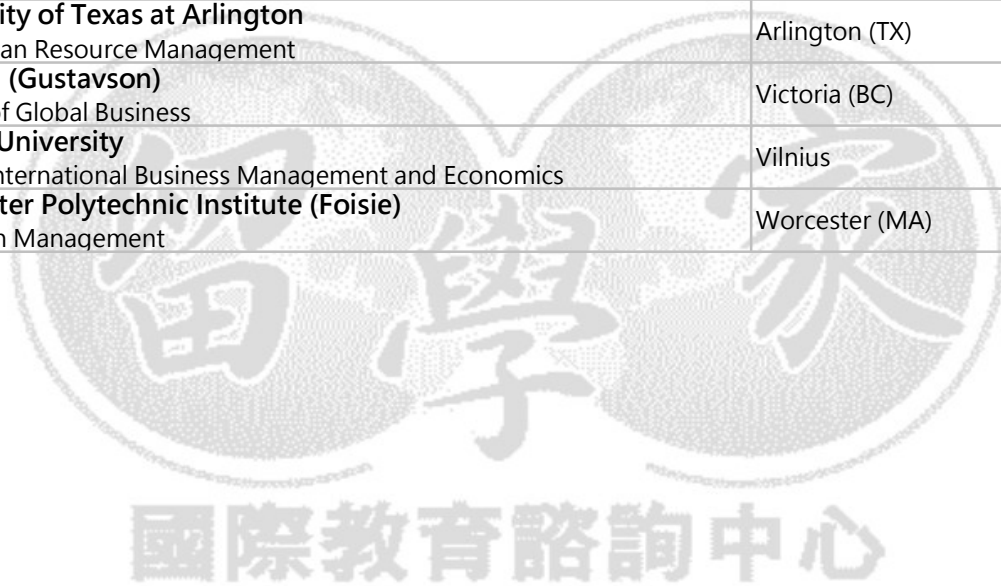 ity of Texas at Arlington
an Resource Management
Arlington (TX)
(Gustavson)
of Global Business
Victoria (BC)
University
nternational Business Management and Economics
Vilnius
ter Polytechnic Institute (Foisie)
n Management
Worcester (MA)
留學家
國際教育諮詢中心